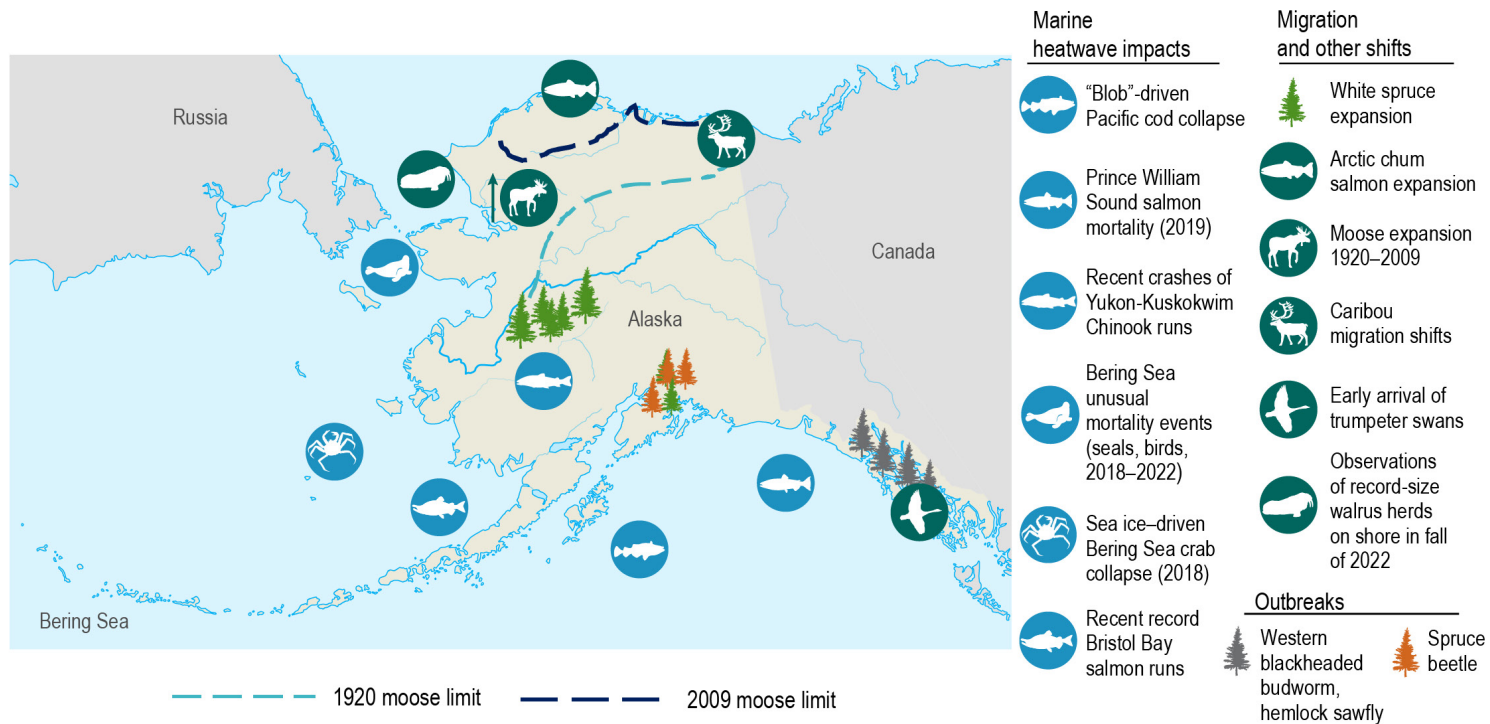 Russia
Canada
Alaska
Bering Sea
1920 moose limit
2009 moose limit
Marine
heatwave impacts
“Blob”-driven
Pacific cod collapse
Prince William
Sound salmon
mortality (2019)
Recent crashes of
Yukon-Kuskokwim
Chinook runs
Bering Sea
unusual
mortality events
(seals, birds,
2018–2022)
Sea ice–driven
Bering Sea crab
collapse (2018)
Recent record
Bristol Bay
salmon runs
Migration
and other shifts
White spruce
expansion
Arctic chum
salmon expansion
Moose expansion
1920–2009
Caribou
migration shifts
Early arrival of
trumpeter swans
Observations
of record-size
walrus herds
on shore in fall
of 2022
Outbreaks
Western
blackheaded
budworm,
hemlock sawfly
Spruce
beetle